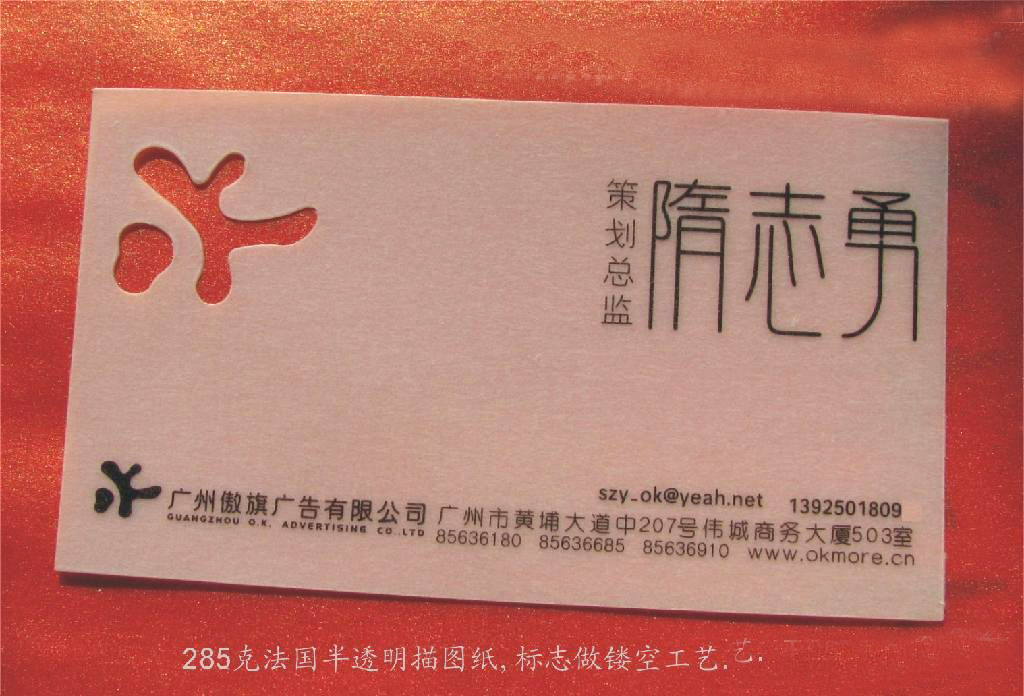 策划总监
隋志勇
szy_ok@yeah.net 1392501809
广州傲旗广告有限公司
GUANGZHOU O.K. ADVERTISING CO.LTD
广州市黄埔大道中207号伟城商务大厦503室
85636180 85636685 85636910 www.okmore.cn
285克法国半透明描图纸,标志做镂空工艺.艺.